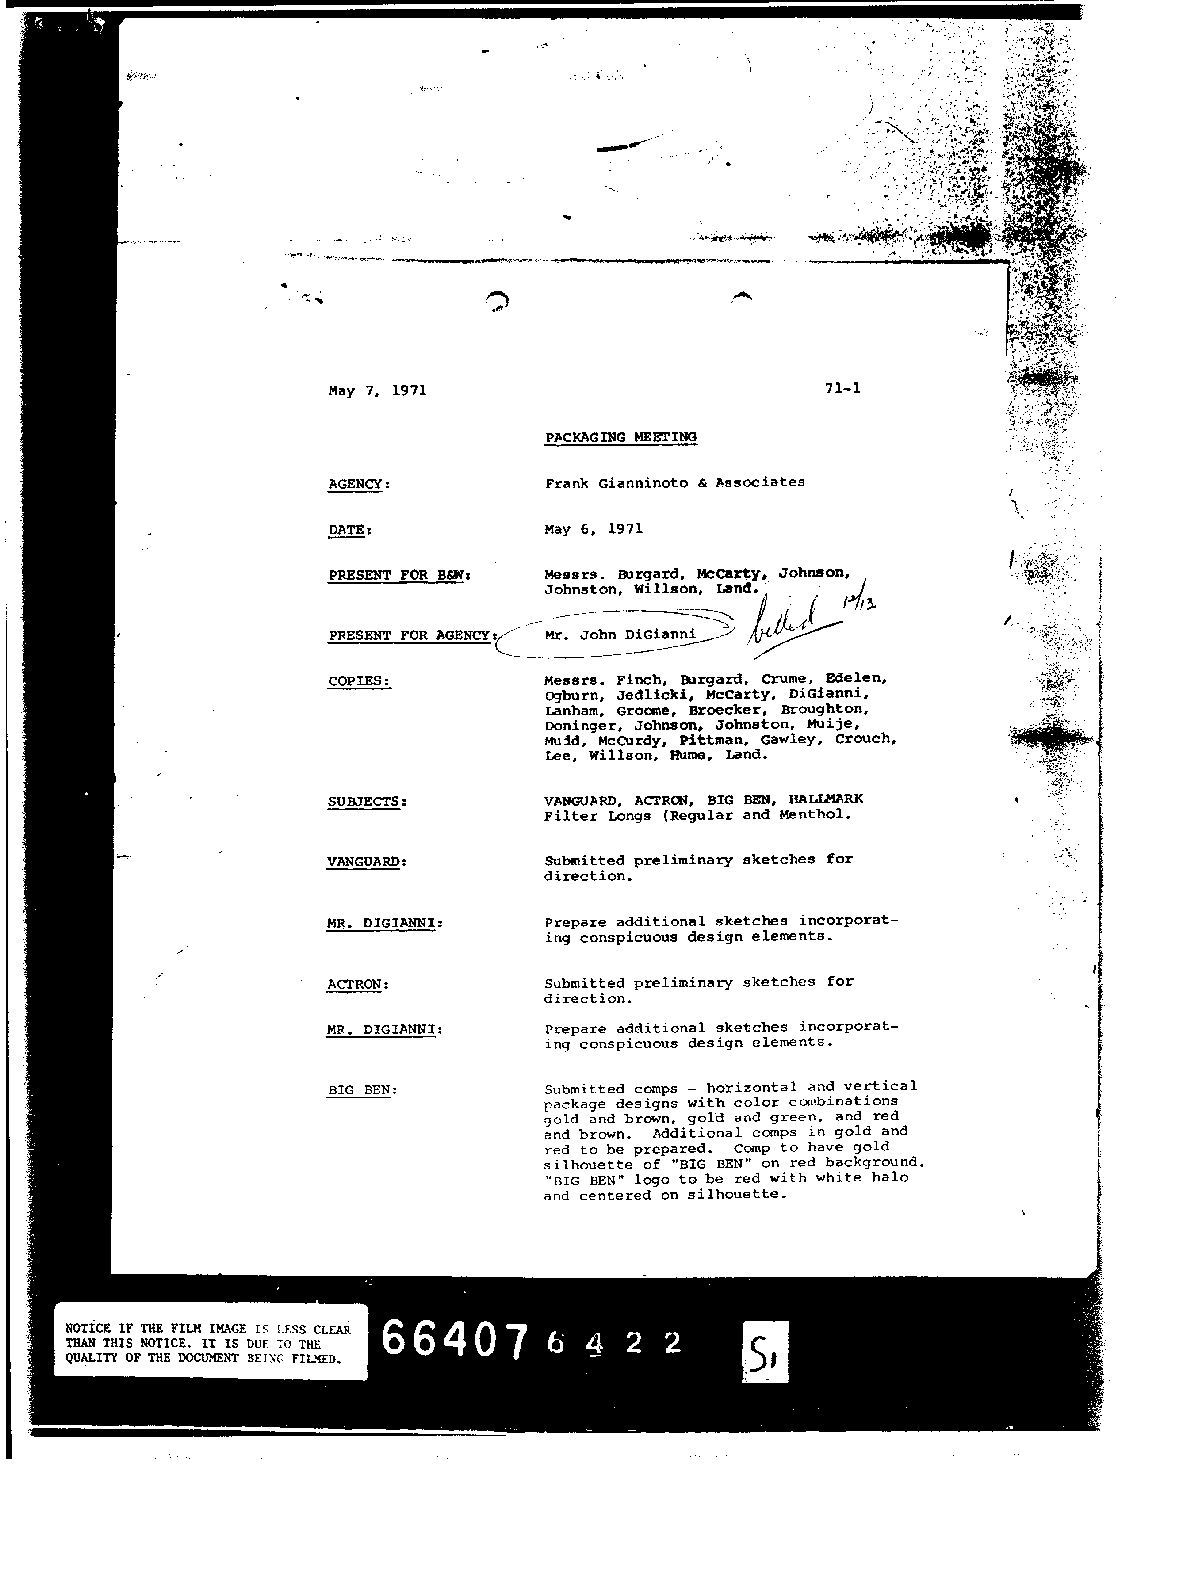 May 7, 1971 71-1
PACKAGING MEETING
AGENCY: Frank Gianninoto & Associates
DATE: May 6, 1971
PRESENT FOR B&W: Messrs. Burgard, McCarty, Johnson,
Johnston, Willson, Land.
billed 12/13
PRESENT FOR AGENCY: Mr. John DiGianni
COPIES: Messrs. Finch, Burgard, Crume, Edelen,
Ogburn, Jedlicki, McCarty, DiGianni,
Lanham, Groome, Broecker, Broughton,
Doninger, Johnson, Johnston, Muije,
Mudd, McCurdy, Pittman, Gawley, Crouch,
Lee, Willson, Hume, Land.
SUBJECTS: VANGUARD, ACTRON, BIG BEN, HALLMARK
Filter Longs (Regular and Menthol.
VANGUARD: Submitted preliminary sketches for
direction.
MR. DIGIANNI: Prepare additional sketches incorporat-
ing conspicuous design elements.
ACTRON: Submitted preliminary sketches for
direction.
MR. DIGIANNI: Prepare additional sketches incorporat-
ing conspicuous design elements.
BIG BEN: Submitted comps - horizontal and vertical
package designs with color combinations
gold and brown, gold and green, and red
and brown. Additional comps in gold and
red to be prepared. Comp to have gold
silhouette of "BIG BEN" on red background.
"BIG BEN" logo to be red with white halo
and centered on silhouette.
NOTICE IF THE FILM IMAGE IS LESS CLEAR
THAN THIS NOTICE. IT IS DUE TO THE
QUALITY OF THE DOCUMENT BEING FILMED.
66407 6422 S1